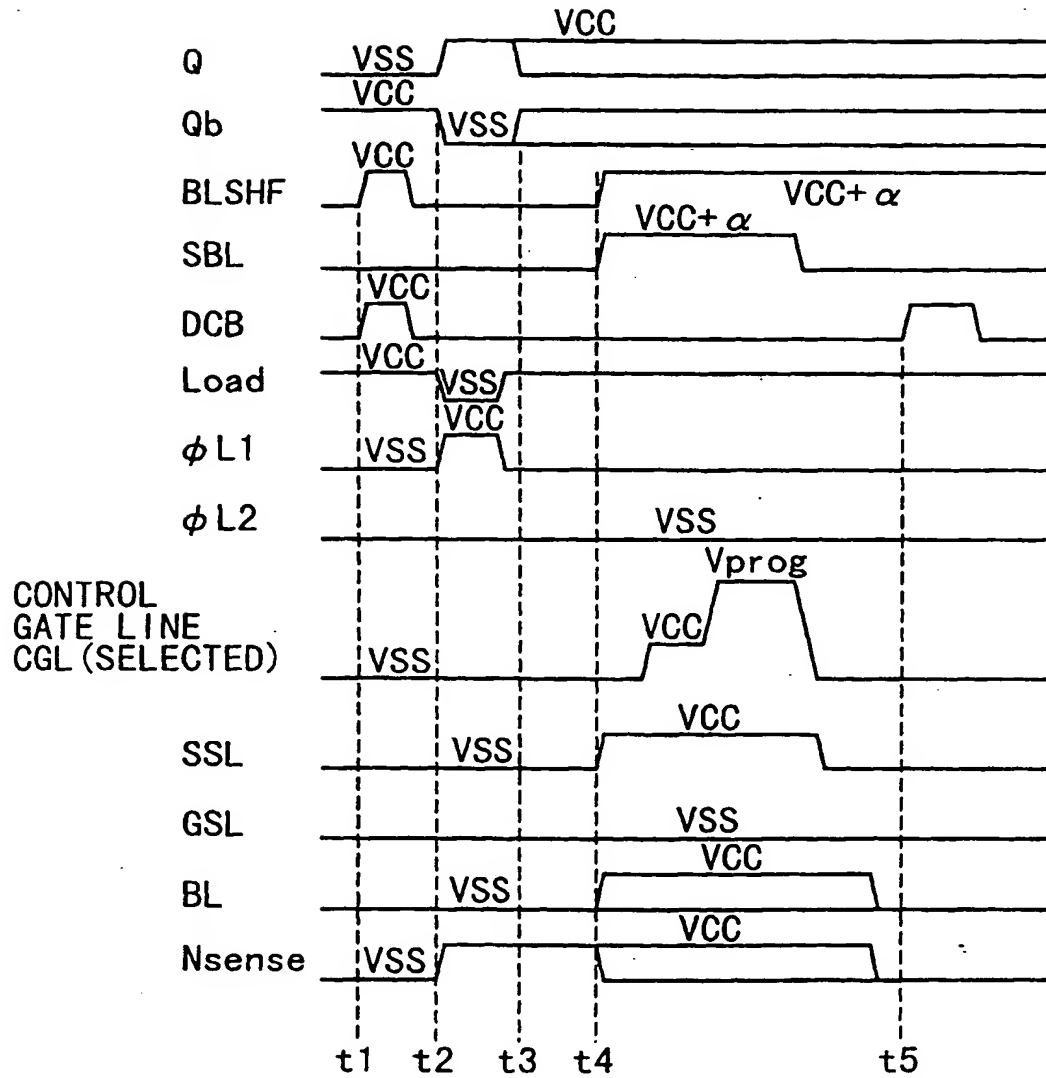 VCC
Q VSS
VCC
Qb VSS
VCC
BLSHF VCC+α
VCC+α
SBL
VCC
DCB
VCC
Load VSS
VCC
φL1 VSS
φL2 VSS
Vprog
CONTROL
GATE LINE VCC
CGL(SELECTED) VSS
VCC
SSL VSS
GSL VSS
VCC
BL VSS
VCC
Nsense VSS
t1 t2 t3 t4 t5